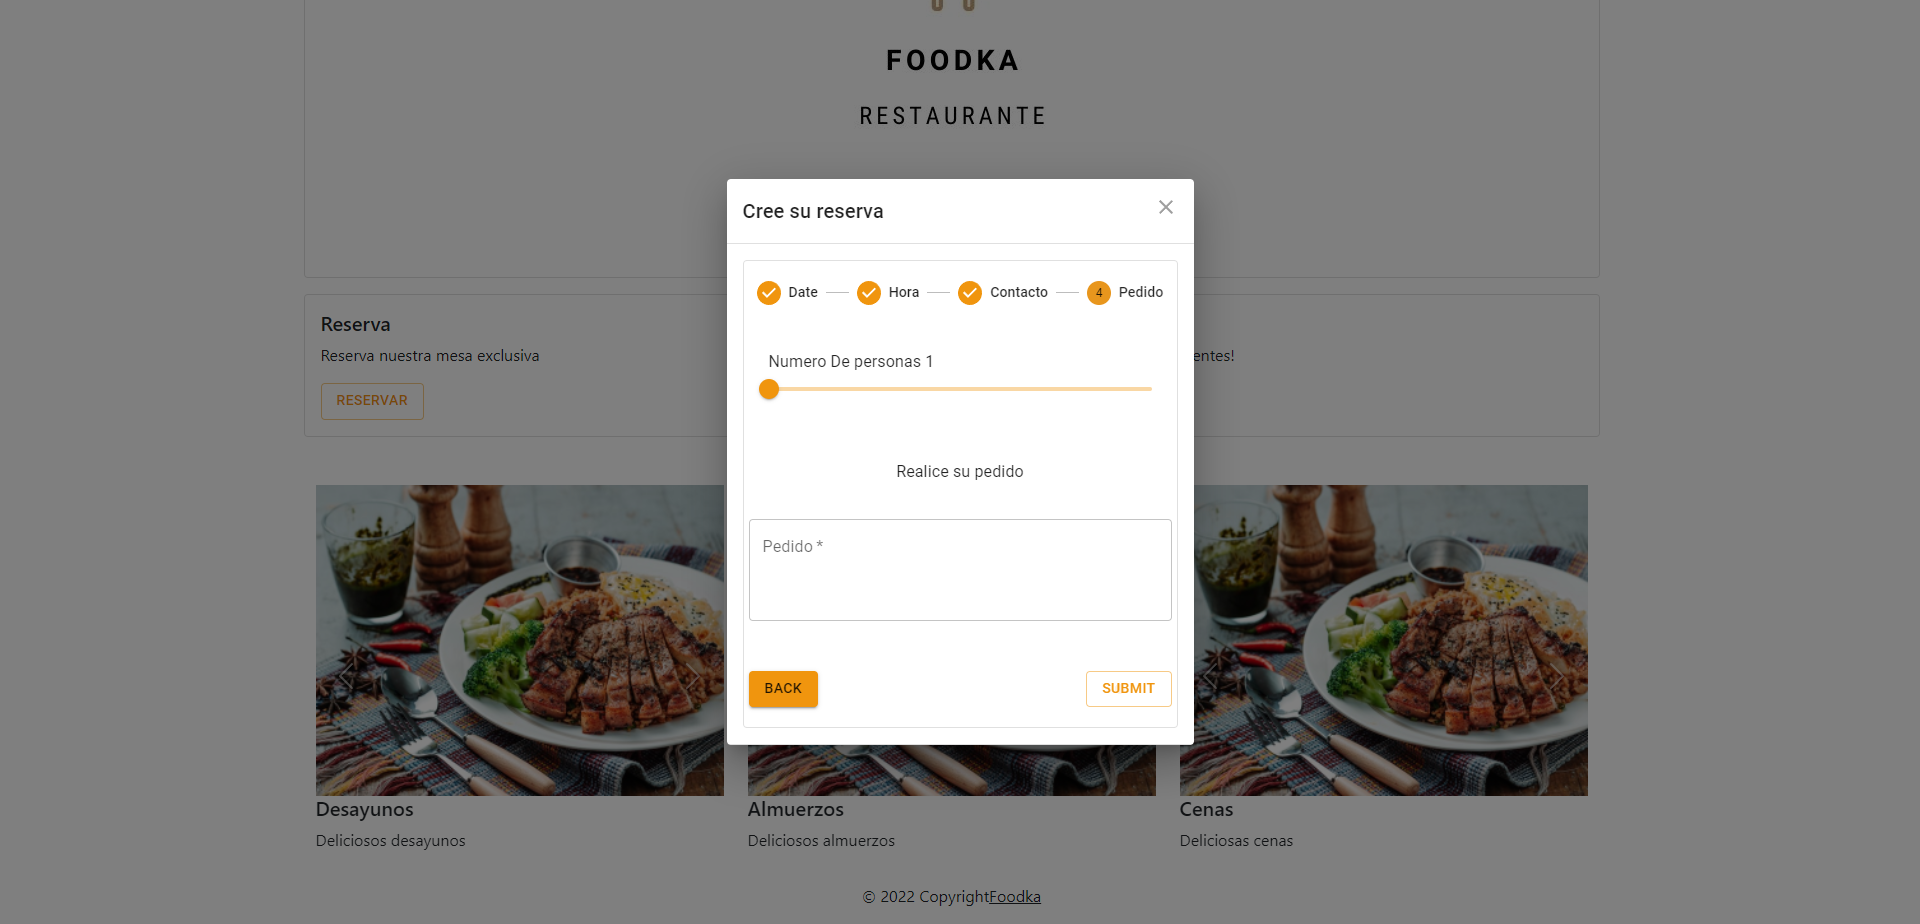 FOODKA
RESTAURANTE
Cree su reserva
Date
Hora
Contacto
4 Pedido
Reserva
Reserva nuestra mesa exclusiva
entes!
RESERVAR
Numero De personas 1
Realice su pedido
Pedido *
BACK
SUBMIT
Desayunos
Deliciosos desayunos
Almuerzos
Deliciosos almuerzos
Cenas
Deliciosas cenas
© 2022 CopyrightFoodka